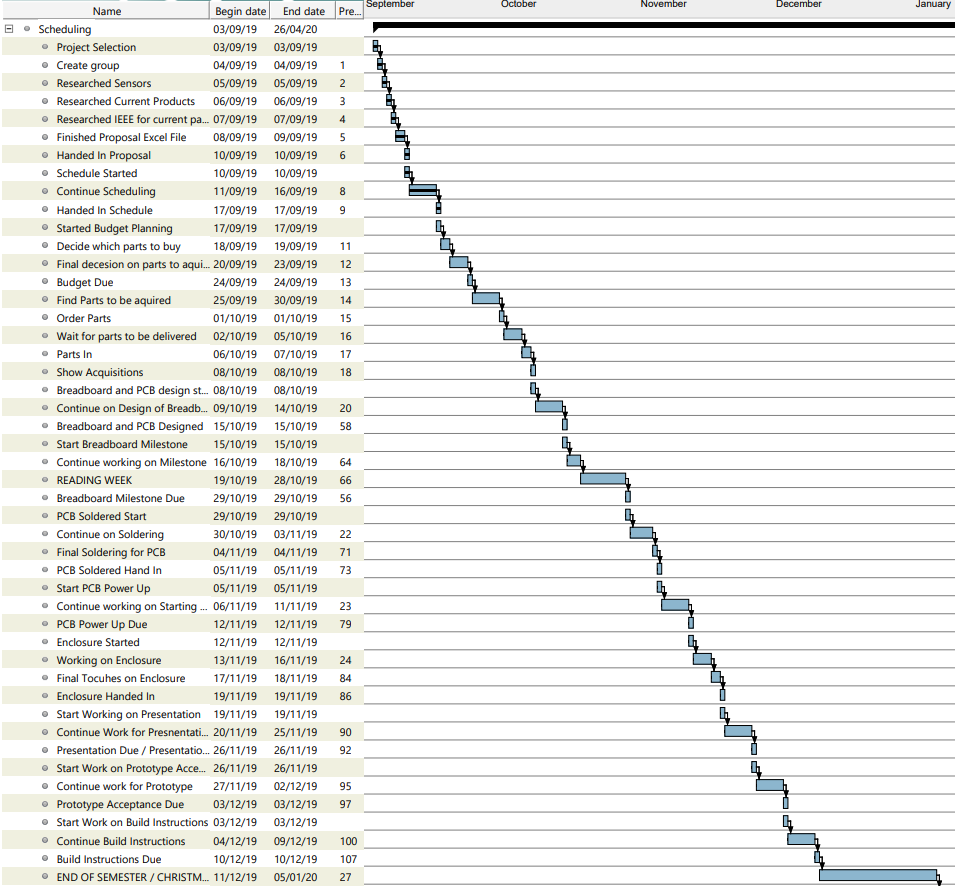 Name Begin date End date Pre... September October November December January
Scheduling 03/09/19 26/04/20
Project Selection 03/09/19 03/09/19
Create group 04/09/19 04/09/19 1
Researched Sensors 05/09/19 05/09/19 2
Researched Current Products 06/09/19 06/09/19 3
Researched IEEE for current pa... 07/09/19 07/09/19 4
Finished Proposal Excel File 08/09/19 09/09/19 5
Handed In Proposal 10/09/19 10/09/19 6
Schedule Started 10/09/19 10/09/19
Continue Scheduling 11/09/19 16/09/19 8
Handed In Schedule 17/09/19 17/09/19 9
Started Budget Planning 17/09/19 17/09/19
Decide which parts to buy 18/09/19 19/09/19 11
Final decesion on parts to aqui... 20/09/19 23/09/19 12
Budget Due 24/09/19 24/09/19 13
Find Parts to be aquired 25/09/19 30/09/19 14
Order Parts 01/10/19 01/10/19 15
Wait for parts to be delivered 02/10/19 05/10/19 16
Parts In 06/10/19 07/10/19 17
Show Acquisitions 08/10/19 08/10/19 18
Breadboard and PCB design st... 08/10/19 08/10/19
Continue on Design of Breadb... 09/10/19 14/10/19 20
Breadboard and PCB Designed 15/10/19 15/10/19 58
Start Breadboard Milestone 15/10/19 15/10/19
Continue working on Milestone 16/10/19 18/10/19 64
READING WEEK 19/10/19 28/10/19 66
Breadboard Milestone Due 29/10/19 29/10/19 56
PCB Soldered Start 29/10/19 29/10/19
Continue on Soldering 30/10/19 03/11/19 22
Final Soldering for PCB 04/11/19 04/11/19 71
PCB Soldered Hand In 05/11/19 05/11/19 73
Start PCB Power Up 05/11/19 05/11/19
Continue working on Starting ... 06/11/19 11/11/19 23
PCB Power Up Due 12/11/19 12/11/19 79
Enclosure Started 12/11/19 12/11/19
Working on Enclosure 13/11/19 16/11/19 24
Final Tocuhes on Enclosure 17/11/19 18/11/19 84
Enclosure Handed In 19/11/19 19/11/19 86
Start Working on Presentation 19/11/19 19/11/19
Continue Work for Presnentati... 20/11/19 25/11/19 90
Presentation Due / Presentatio... 26/11/19 26/11/19 92
Start Work on Prototype Acce... 26/11/19 26/11/19
Continue work for Prototype 27/11/19 02/12/19 95
Prototype Acceptance Due 03/12/19 03/12/19 97
Start Work on Build Instructions 03/12/19 03/12/19
Continue Build Instructions 04/12/19 09/12/19 100
Build Instructions Due 10/12/19 10/12/19 107
END OF SEMESTER / CHRISTM... 11/12/19 05/01/20 27